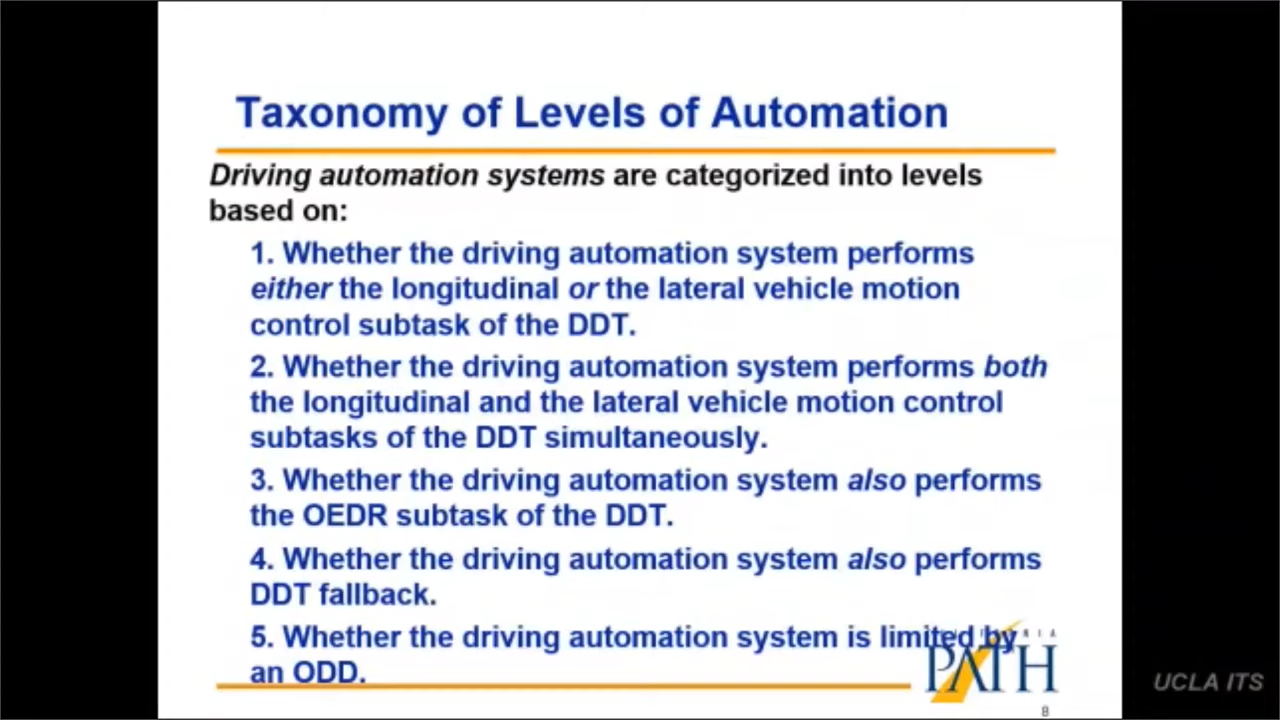 Taxonomy of Levels of Automation
Driving automation systems are categorized into levels
based on:
1. Whether the driving automation system performs
either the longitudinal or the lateral vehicle motion
control subtask of the DDT.
2. Whether the driving automation system performs both
the longitudinal and the lateral vehicle motion control
subtasks of the DDT simultaneously.
3. Whether the driving automation system also performs
the OEDR subtask of the DDT.
4. Whether the driving automation system also performs
DDT fallback.
5. Whether the driving automation system is limited by
an ODD.
PATH
UCLA ITS
8